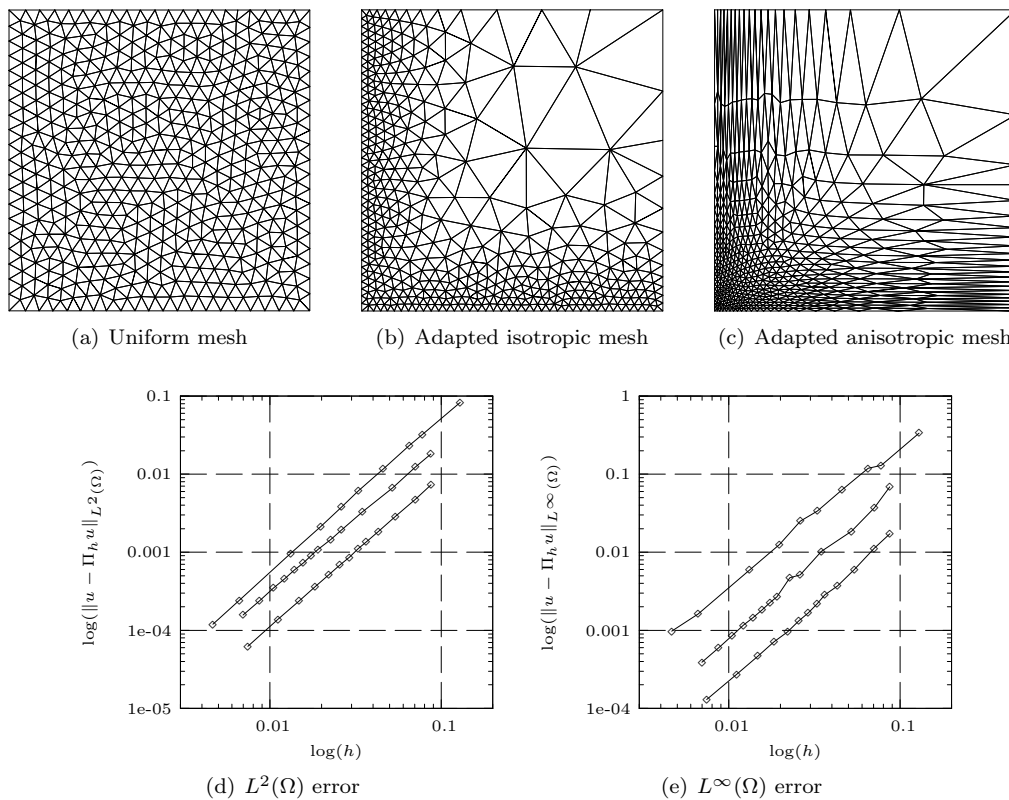 (a) Uniform mesh
(b) Adapted isotropic mesh
(c) Adapted anisotropic mesh
0.1
0.01
0.001
1e-04
1e-05
log(‖u − Π_h u‖_{L^2(Ω)})
0.01
0.1
log(h)
(d) L^2(Ω) error
1
0.1
0.01
0.001
1e-04
log(‖u − Π_h u‖_{L^∞(Ω)})
0.01
0.1
log(h)
(e) L^∞(Ω) error